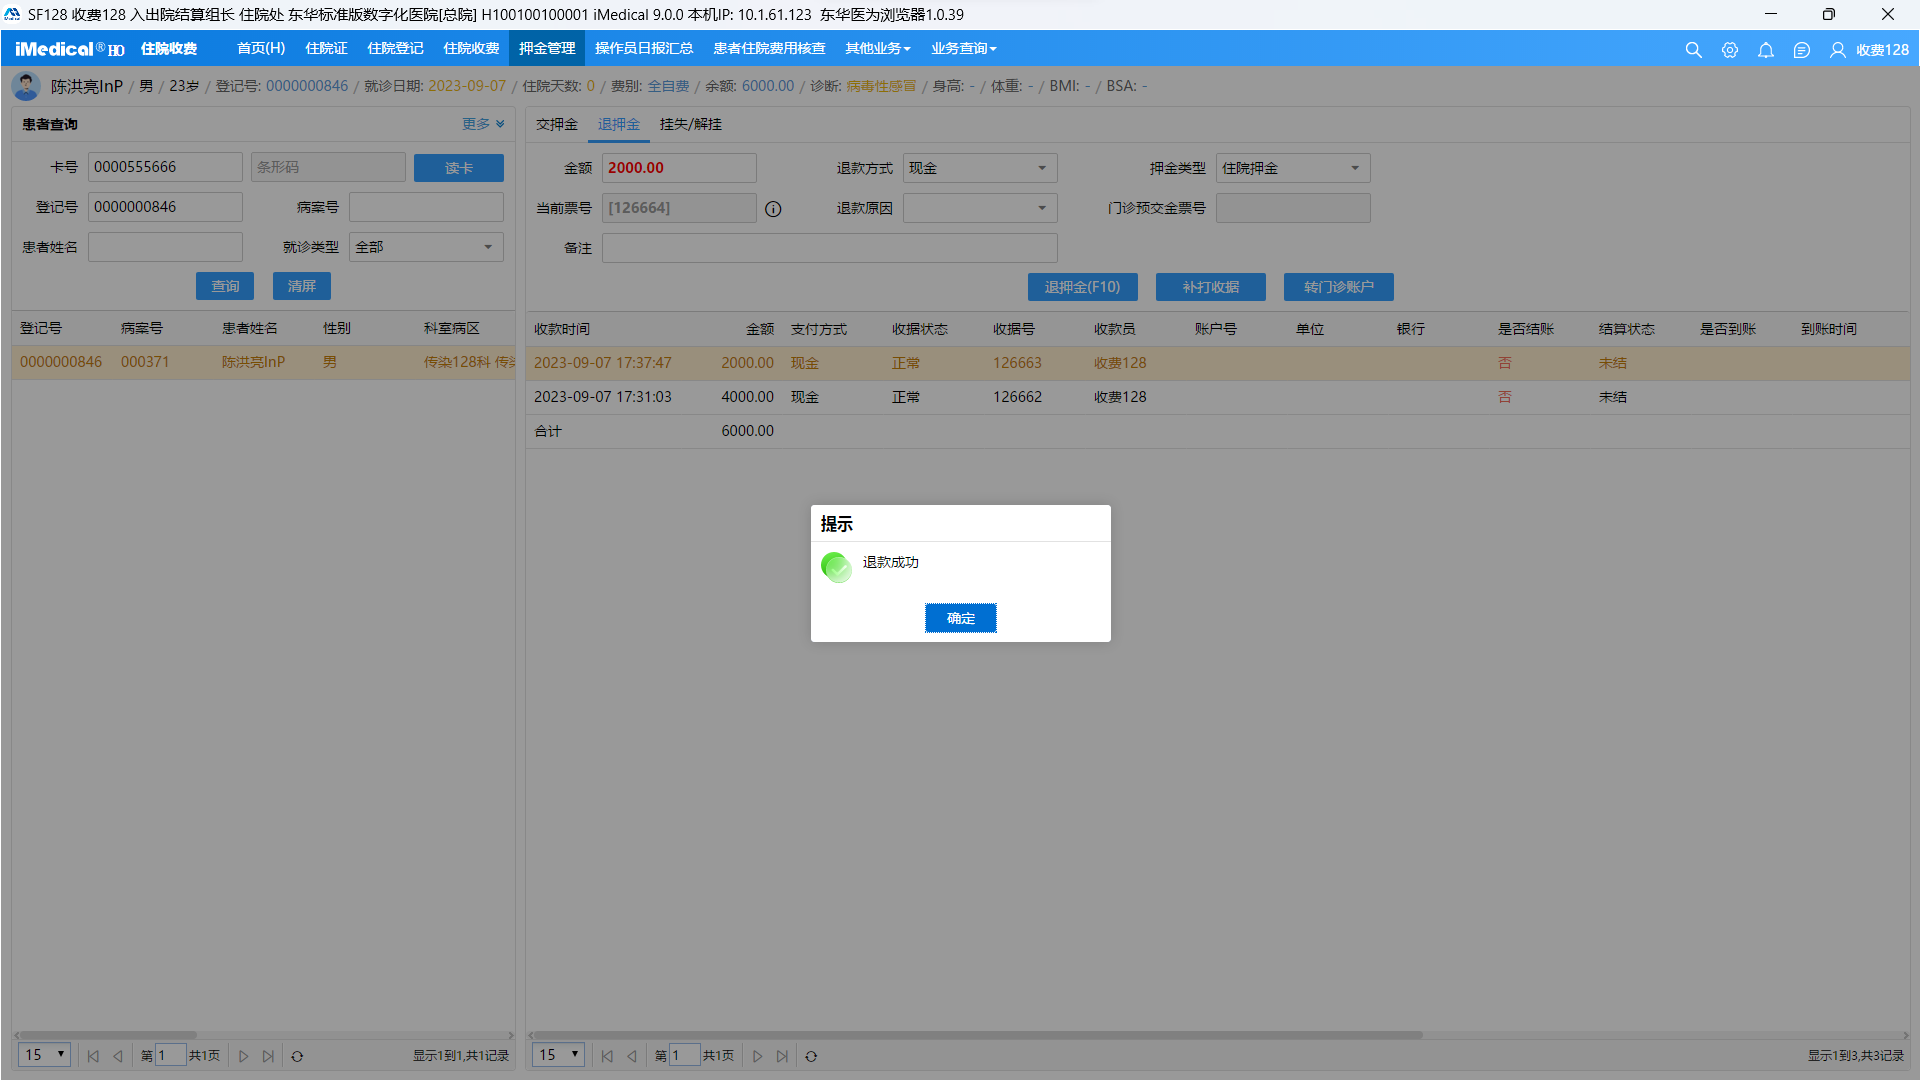 SF128 收费128 入出院结算组长 住院处 东华标准版数字化医院[总院] H100100100001 iMedical 9.0.0 本机IP: 10.1.61.123 东华医为浏览器1.0.39
iMedical® HO 住院收费 首页(H) 住院证 住院登记 住院收费 押金管理 操作员日报汇总 患者住院费用核查 其他业务 业务查询 收费128
陈洪亮InP / 男 / 23岁 / 登记号: 0000000846 / 就诊日期: 2023-09-07 / 住院天数: 0 / 费别: 全自费 / 余额: 6000.00 / 诊断: 病毒性感冒 / 身高: - / 体重: - / BMI: - / BSA: -
患者查询 更多
卡号 0000555666 条形码 读卡
登记号 0000000846 病案号
患者姓名 就诊类型 全部
查询 清屏
登记号 病案号 患者姓名 性别 科室病区
0000000846 000371 陈洪亮InP 男 传染128科 传染
交押金 退押金 挂失/解挂
金额 2000.00 退款方式 现金 押金类型 住院押金
当前票号 [126664] 退款原因 门诊预交金票号
备注
退押金(F10) 补打收据 转门诊账户
收款时间 金额 支付方式 收据状态 收据号 收款员 账户号 单位 银行 是否结账 结算状态 是否到账 到账时间
2023-09-07 17:37:47 2000.00 现金 正常 126663 收费128 否 未结
2023-09-07 17:31:03 4000.00 现金 正常 126662 收费128 否 未结
合计 6000.00
提示
退款成功
确定
15 第 1 共1页 显示1到1,共1记录
15 第 1 共1页 显示1到3,共3记录